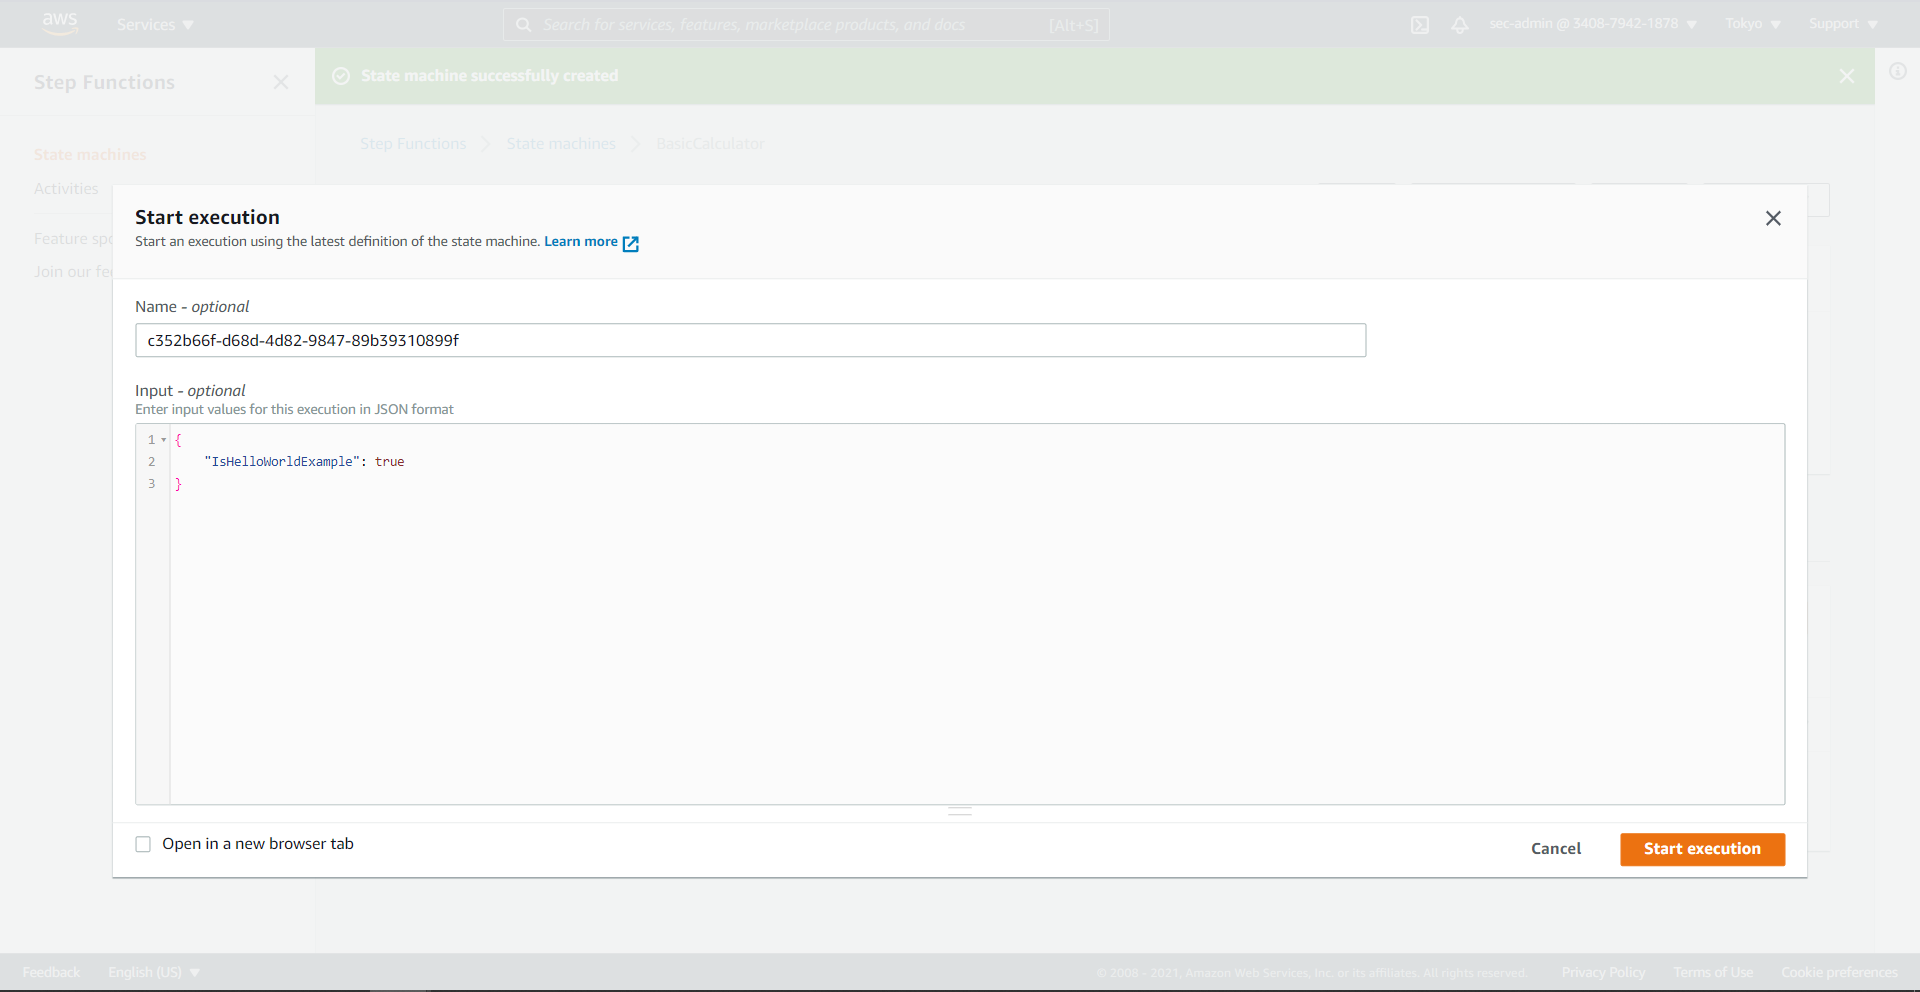 aws
Services
Search for services, features, marketplace products, and docs
[Alt+S]
sec-admin @ 3408-7942-1878
Tokyo
Support
Step Functions
State machine successfully created
Step Functions
State machines
BasicCalculator
State machines
Activities
Feature spo
Join our fee
Start execution
Start an execution using the latest definition of the state machine. Learn more
Name - optional
c352b66f-d68d-4d82-9847-89b39310899f
Input - optional
Enter input values for this execution in JSON format
1 {
2 "IsHelloWorldExample": true
3 }
Open in a new browser tab
Cancel
Start execution
Feedback
English (US)
© 2008 - 2021, Amazon Web Services, Inc. or its affiliates. All rights reserved.
Privacy Policy
Terms of Use
Cookie preferences